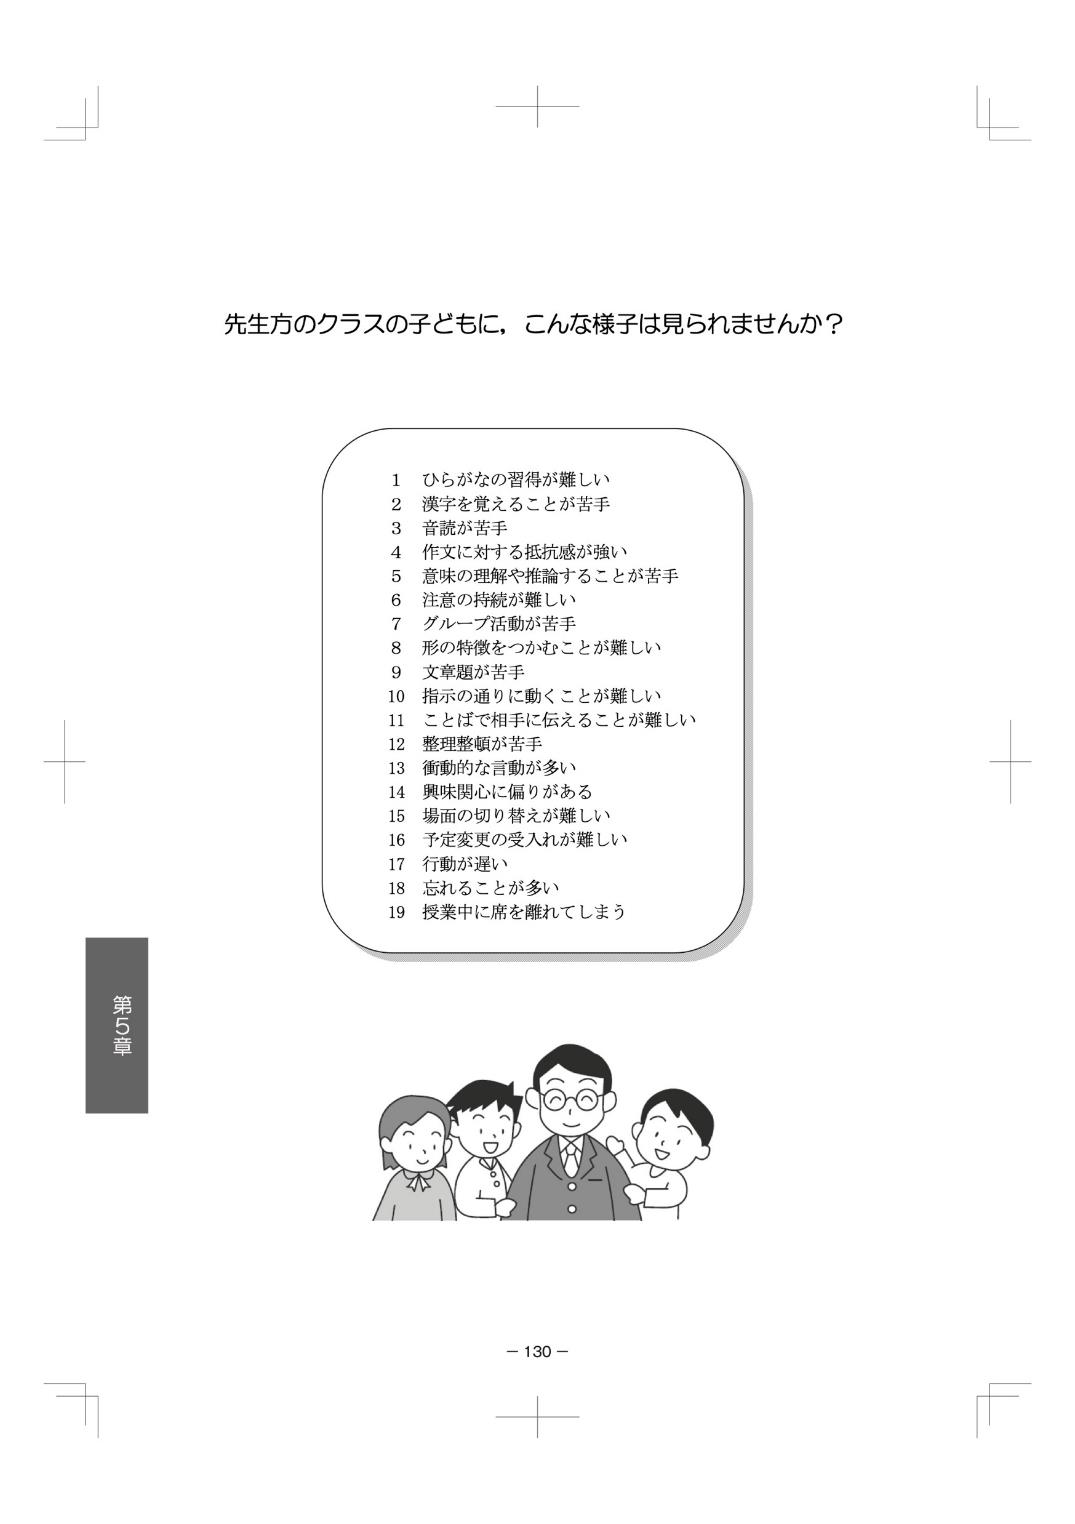 先生方のクラスの子どもに，こんな様子は見られませんか？
1 ひらがなの習得が難しい
2 漢字を覚えることが苦手
3 音読が苦手
4 作文に対する抵抗感が強い
5 意味の理解や推論することが苦手
6 注意の持続が難しい
7 グループ活動が苦手
8 形の特徴をつかむことが難しい
9 文章題が苦手
10 指示の通りに動くことが難しい
11 ことばで相手に伝えることが難しい
12 整理整頓が苦手
13 衝動的な言動が多い
14 興味関心に偏りがある
15 場面の切り替えが難しい
16 予定変更の受入れが難しい
17 行動が遅い
18 忘れることが多い
19 授業中に席を離れてしまう
第5章
― 130 ―